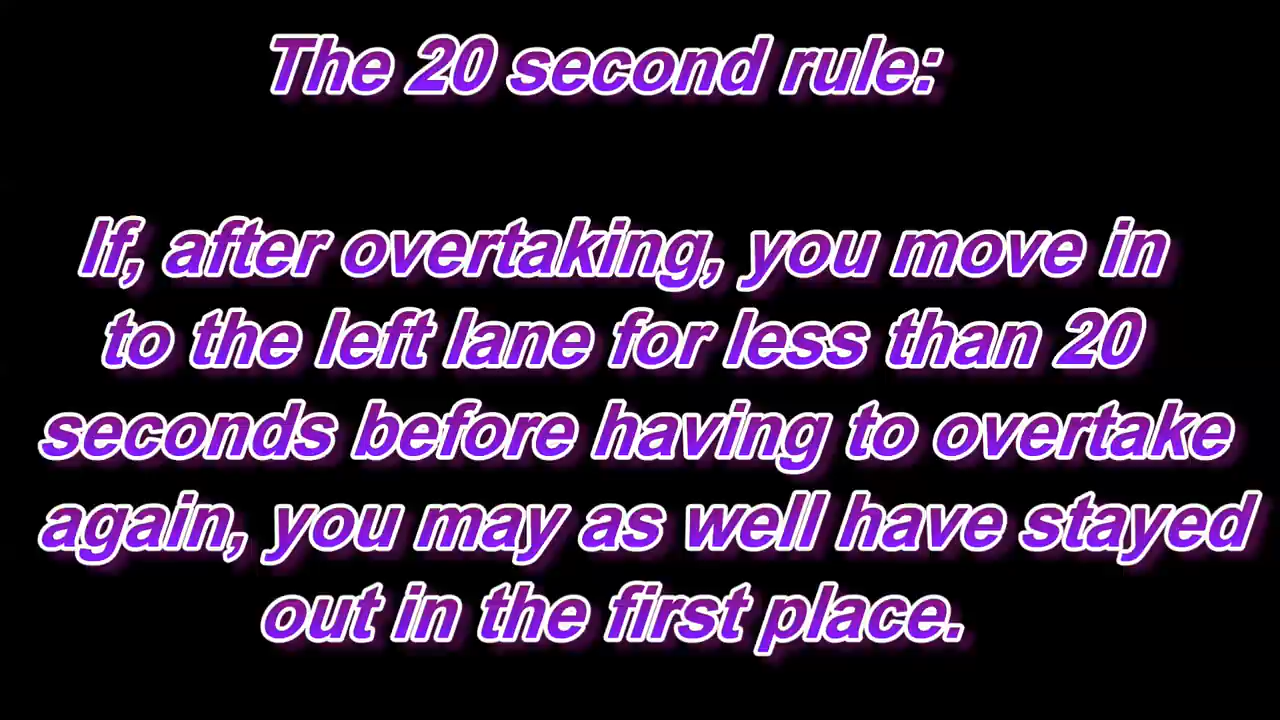 The 20 second rule:
If, after overtaking, you move in
to the left lane for less than 20
seconds before having to overtake
again, you may as well have stayed
out in the first place.